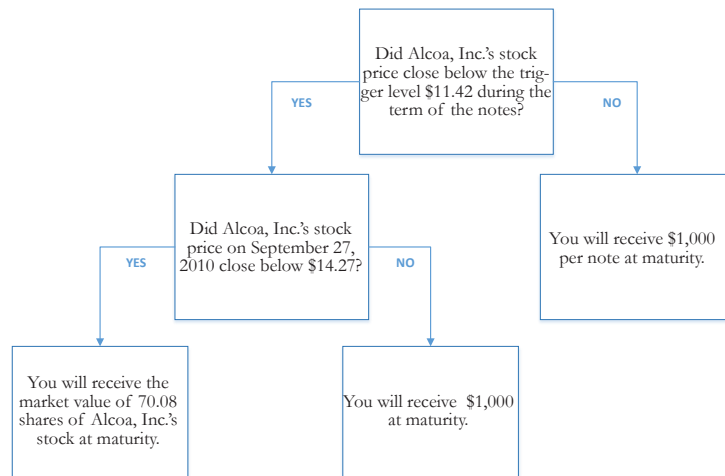 Did Alcoa, Inc.'s stock
price close below the trig-
ger level $11.42 during the
term of the notes?
YES
NO
Did Alcoa, Inc.'s stock
price on September 27,
2010 close below $14.27?
You will receive $1,000
per note at maturity.
YES
NO
You will receive the
market value of 70.08
shares of Alcoa, Inc.'s
stock at maturity.
You will receive $1,000
at maturity.